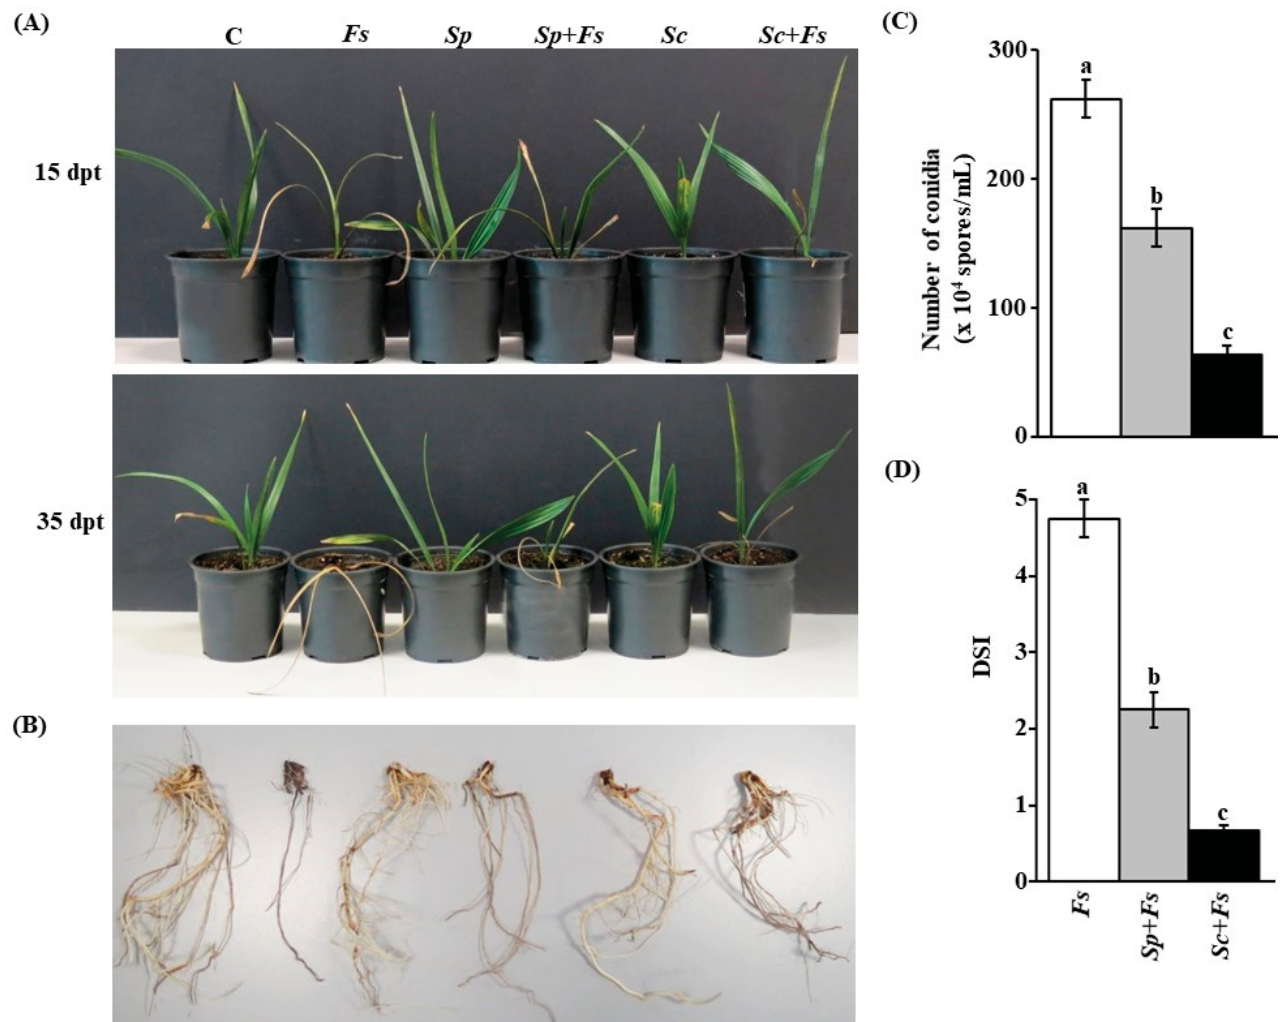 (A)
C Fs Sp Sp+Fs Sc Sc+Fs
15 dpt
35 dpt
(B)
(C)
Number of conidia
(x 10⁴ spores/mL)
300
200
100
0
a
b
c
(D)
DSI
5
4
3
2
1
0
a
b
c
Fs
Sp+Fs
Sc+Fs